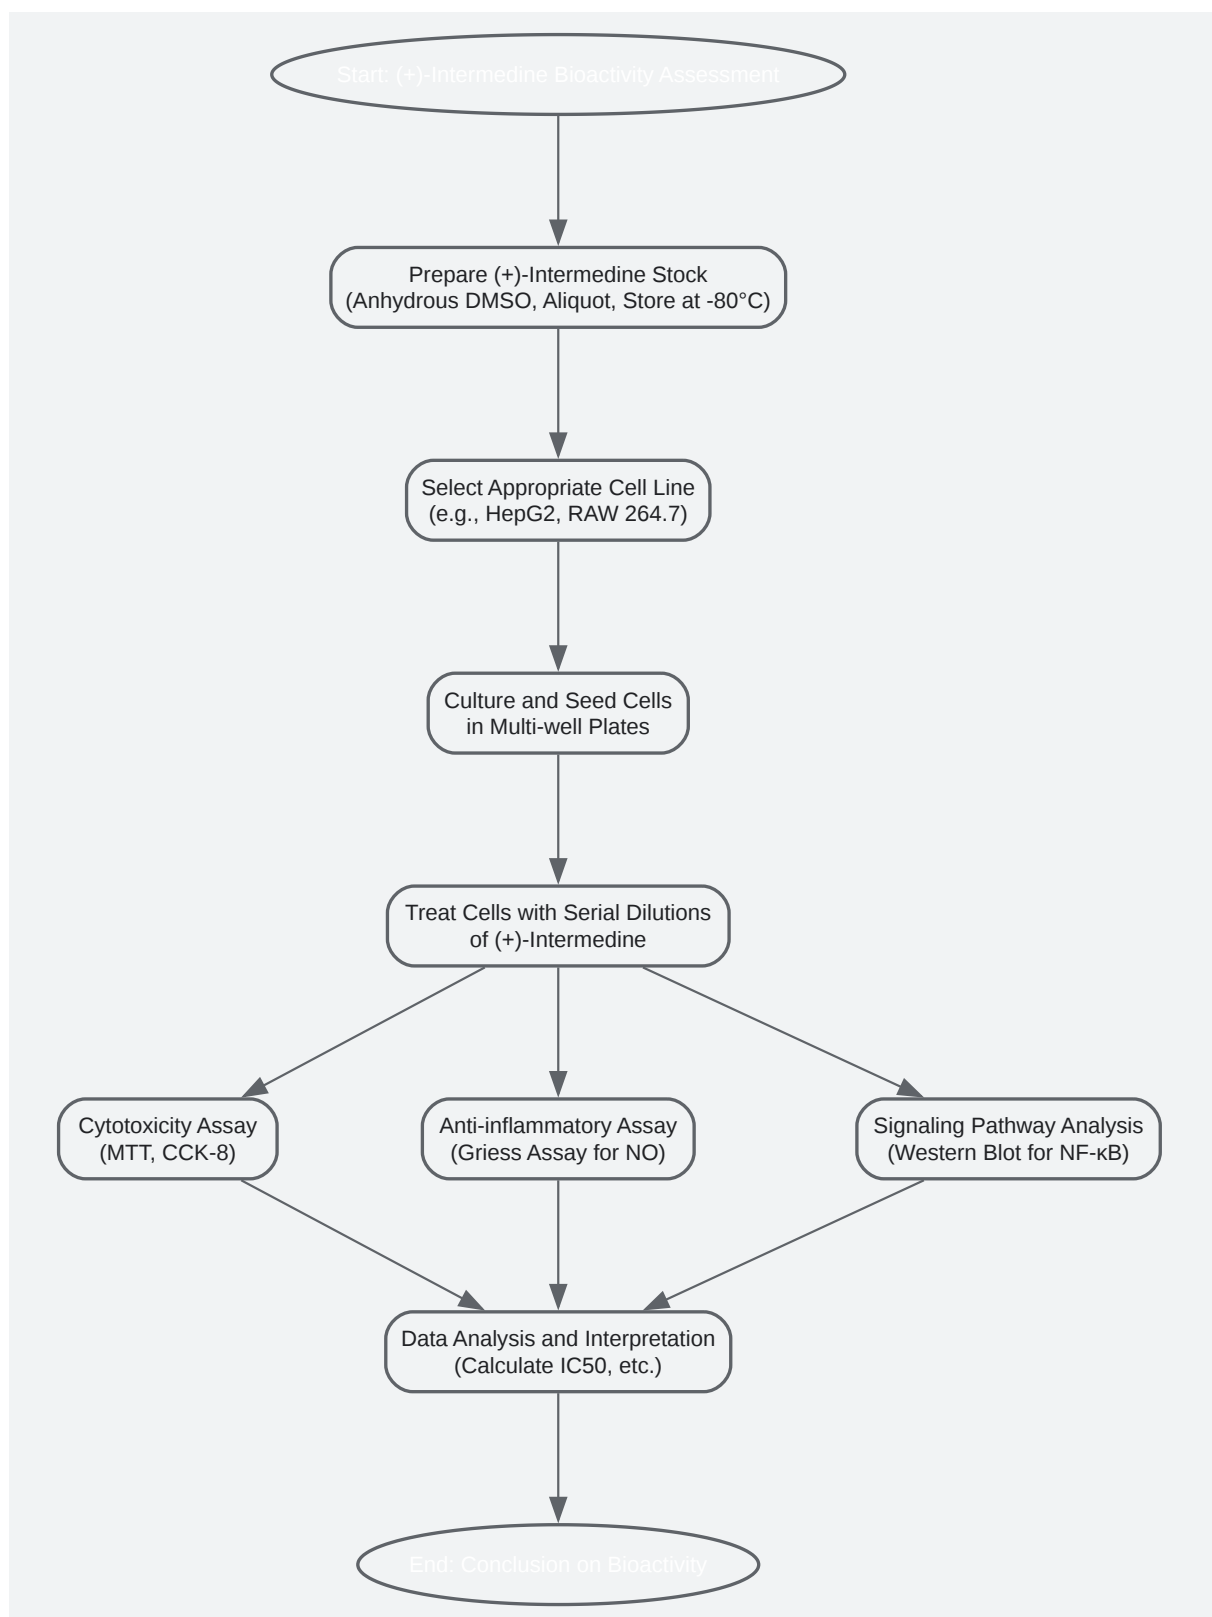 Start: (+)-Intermedine Bioactivity Assessment
Prepare (+)-Intermedine Stock
(Anhydrous DMSO, Aliquot, Store at -80°C)
Select Appropriate Cell Line
(e.g., HepG2, RAW 264.7)
Culture and Seed Cells
in Multi-well Plates
Treat Cells with Serial Dilutions
of (+)-Intermedine
Cytotoxicity Assay
(MTT, CCK-8)
Anti-inflammatory Assay
(Griess Assay for NO)
Signaling Pathway Analysis
(Western Blot for NF-κB)
Data Analysis and Interpretation
(Calculate IC50, etc.)
End: Conclusion on Bioactivity